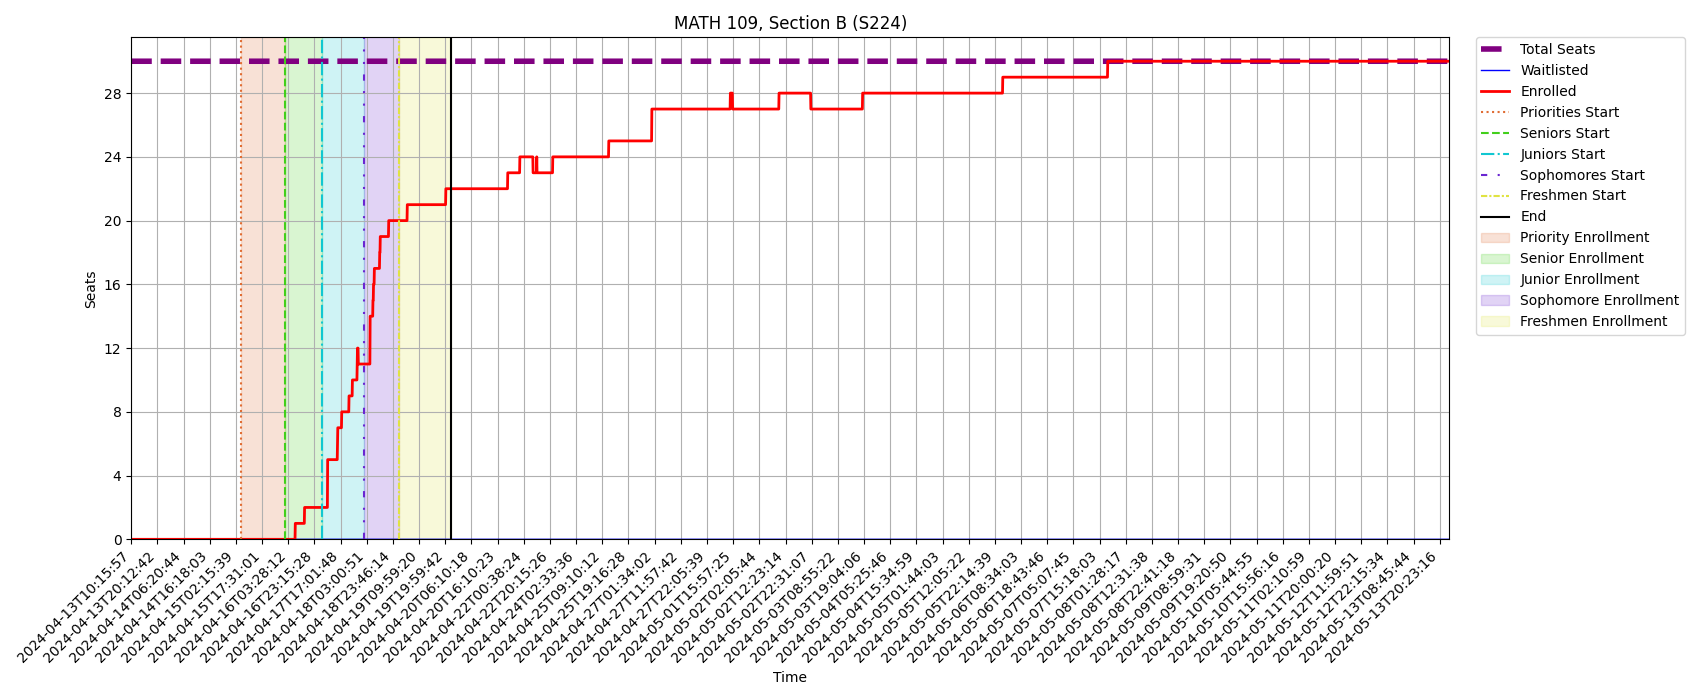 MATH 109, Section B (S224)
Seats
28
24
20
16
12
8
4
0
2024-04-13T10:15:57
2024-04-13T20:12:42
2024-04-14T06:20:44
2024-04-14T16:18:03
2024-04-15T02:15:39
2024-04-15T17:31:01
2024-04-16T03:28:12
2024-04-16T23:15:28
2024-04-17T17:01:48
2024-04-18T03:00:51
2024-04-18T23:46:14
2024-04-19T09:59:20
2024-04-19T19:59:42
2024-04-20T06:10:18
2024-04-20T16:10:23
2024-04-22T00:38:24
2024-04-22T20:15:26
2024-04-24T02:33:36
2024-04-25T09:10:12
2024-04-25T19:16:28
2024-04-27T01:34:02
2024-04-27T11:57:42
2024-04-27T22:05:39
2024-05-01T15:57:25
2024-05-02T02:05:44
2024-05-02T12:23:14
2024-05-02T22:31:07
2024-05-03T08:55:22
2024-05-03T19:04:06
2024-05-04T05:25:46
2024-05-04T15:34:59
2024-05-05T01:44:03
2024-05-05T12:05:22
2024-05-05T22:14:39
2024-05-06T08:34:03
2024-05-06T18:43:46
2024-05-07T05:07:45
2024-05-07T15:18:03
2024-05-08T01:28:17
2024-05-08T12:31:38
2024-05-08T22:41:18
2024-05-09T08:59:31
2024-05-09T19:20:50
2024-05-10T05:44:55
2024-05-10T15:56:16
2024-05-11T02:10:59
2024-05-11T20:00:20
2024-05-12T11:59:51
2024-05-12T22:15:34
2024-05-13T08:45:44
2024-05-13T20:23:16
Time
Total Seats
Waitlisted
Enrolled
Priorities Start
Seniors Start
Juniors Start
Sophomores Start
Freshmen Start
End
Priority Enrollment
Senior Enrollment
Junior Enrollment
Sophomore Enrollment
Freshmen Enrollment